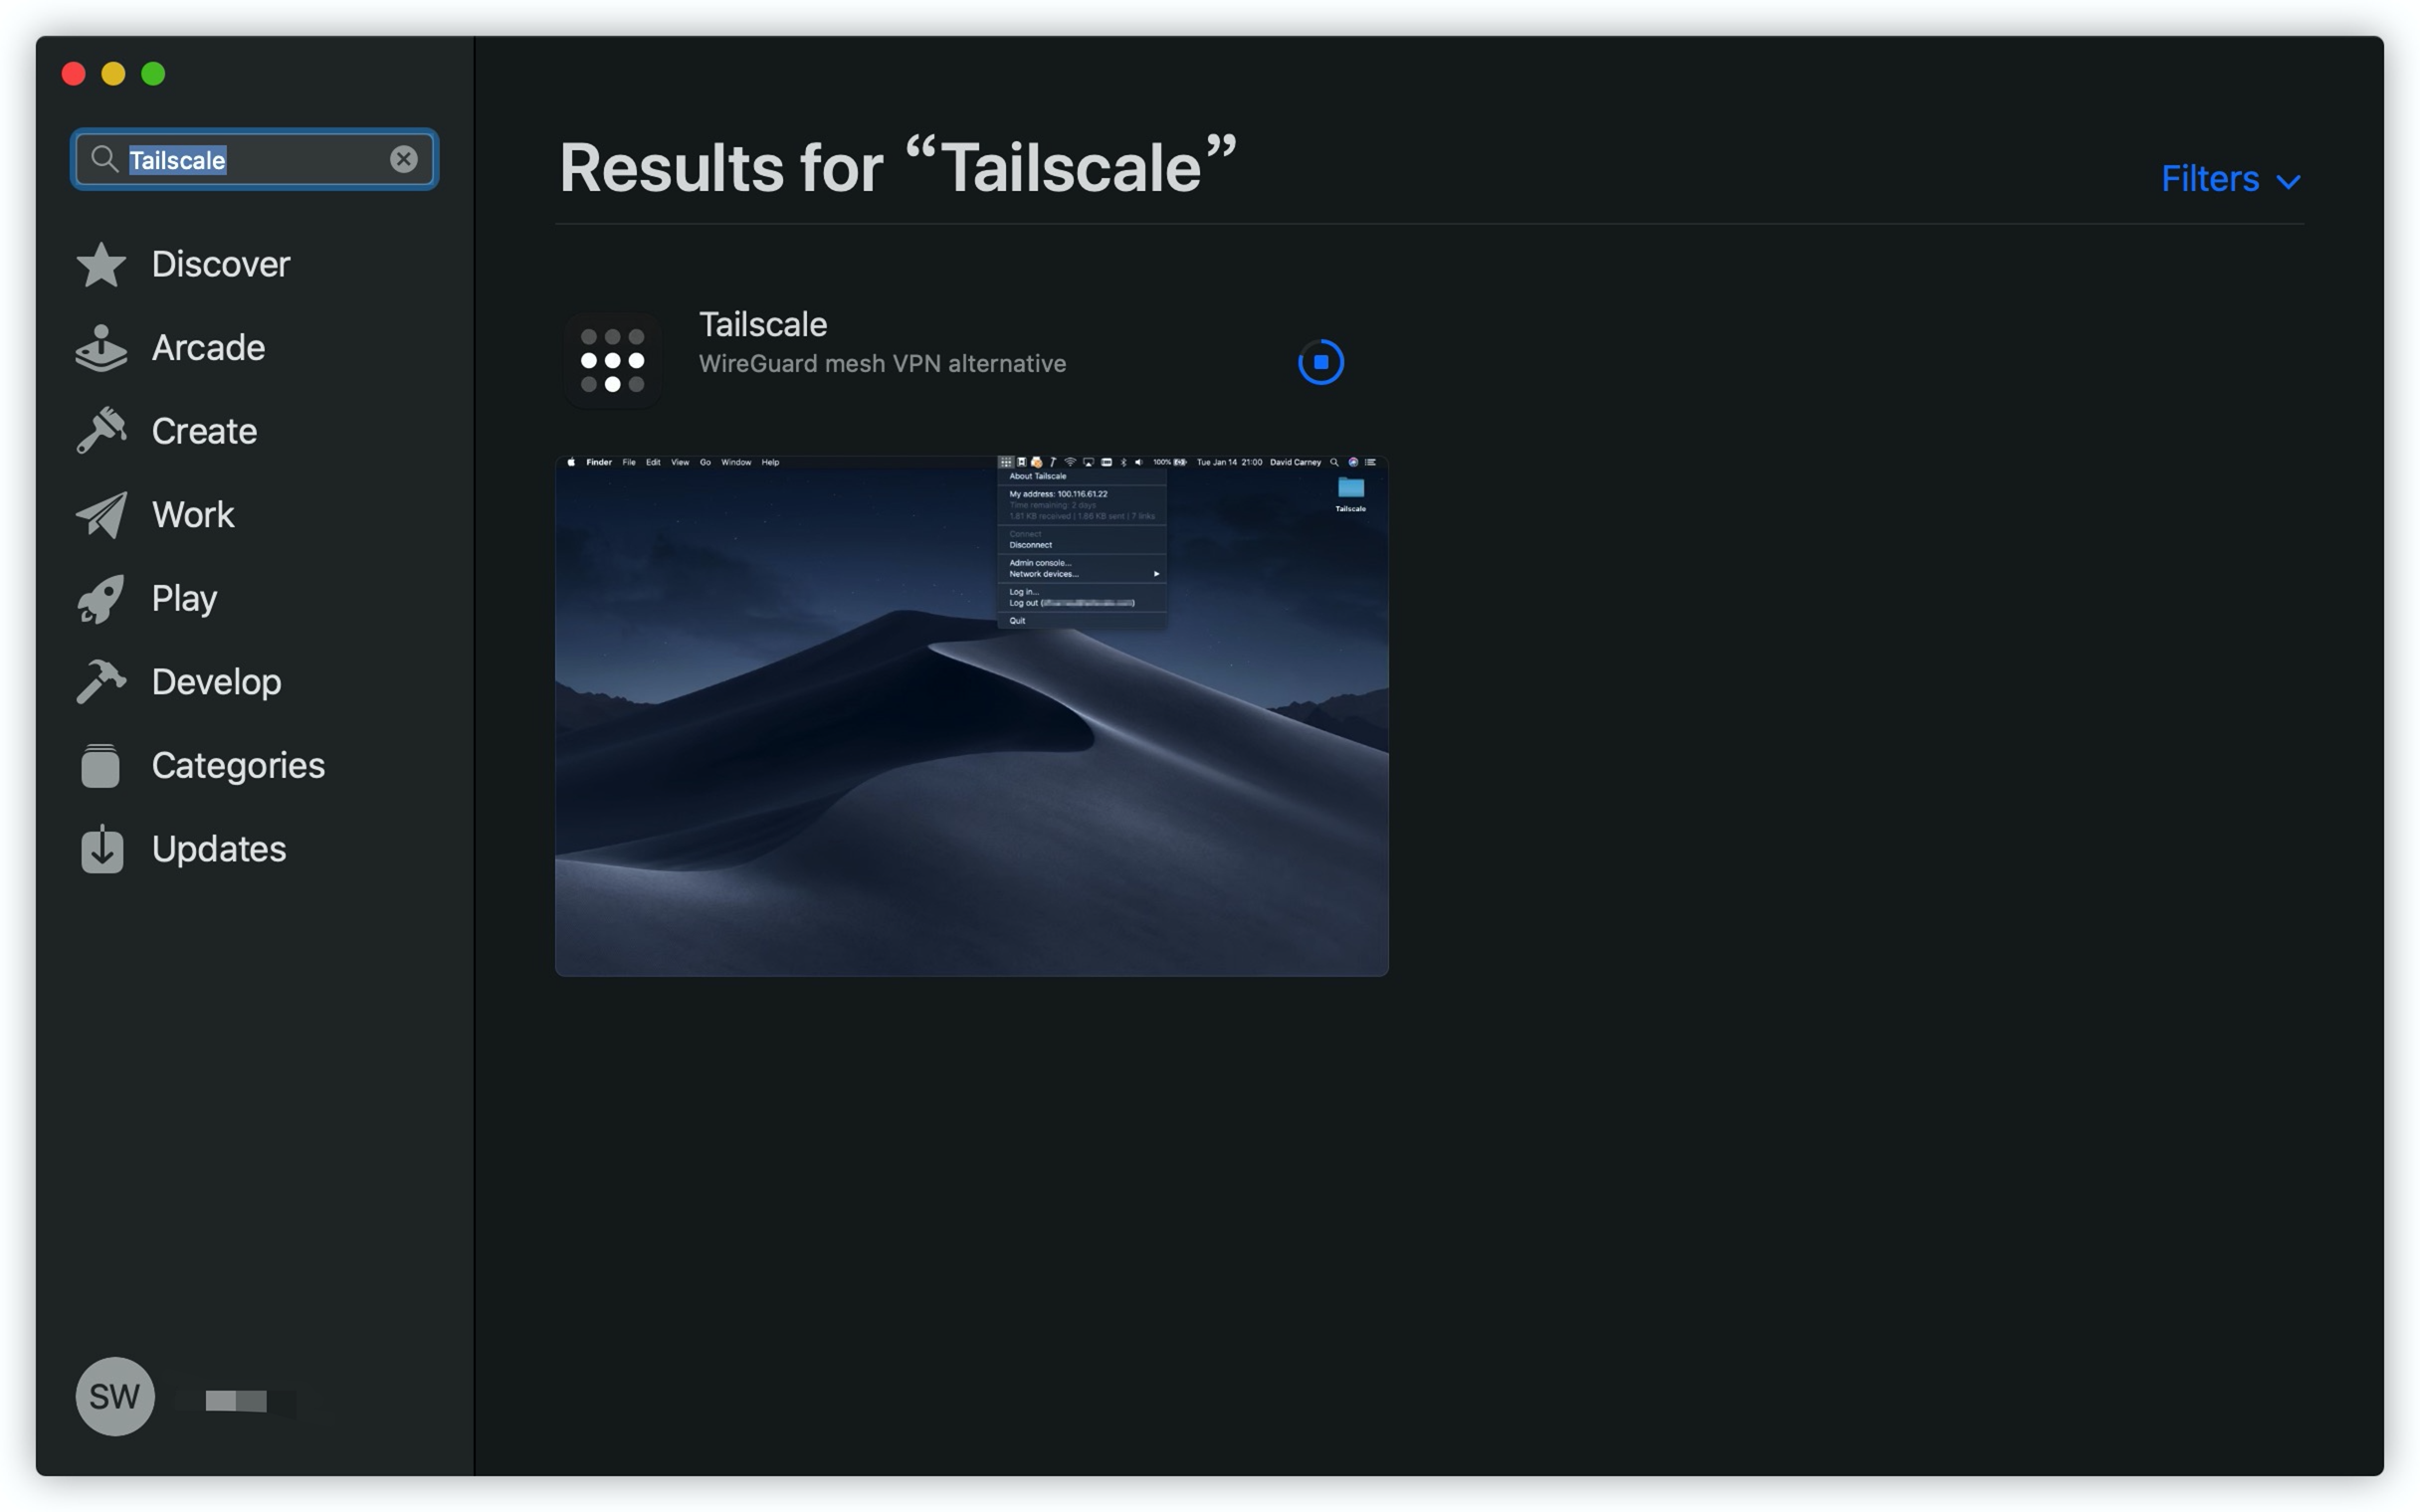 Tailscale
Discover
Arcade
Create
Work
Play
Develop
Categories
Updates
SW
Results for “Tailscale”
Filters
Tailscale
WireGuard mesh VPN alternative
Finder File Edit View Go Window Help
100% Tue Jan 14 21:00 David Carney
About Tailscale
My address: 100.116.61.22
Time remaining: 2 days
1.81 KB received | 1.86 KB sent | 7 links
Connect
Disconnect
Admin console...
Network devices...
Log in...
Log out
Quit
Tailscale